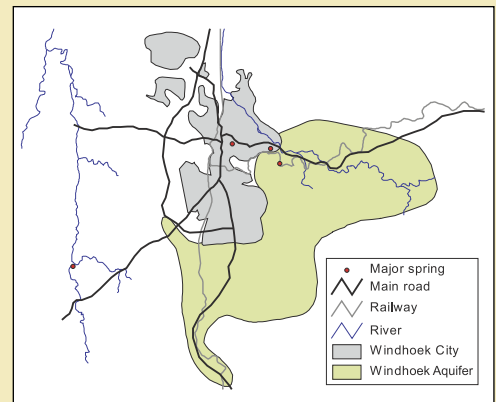 Major spring
Main road
Railway
River
Windhoek City
Windhoek Aquifer